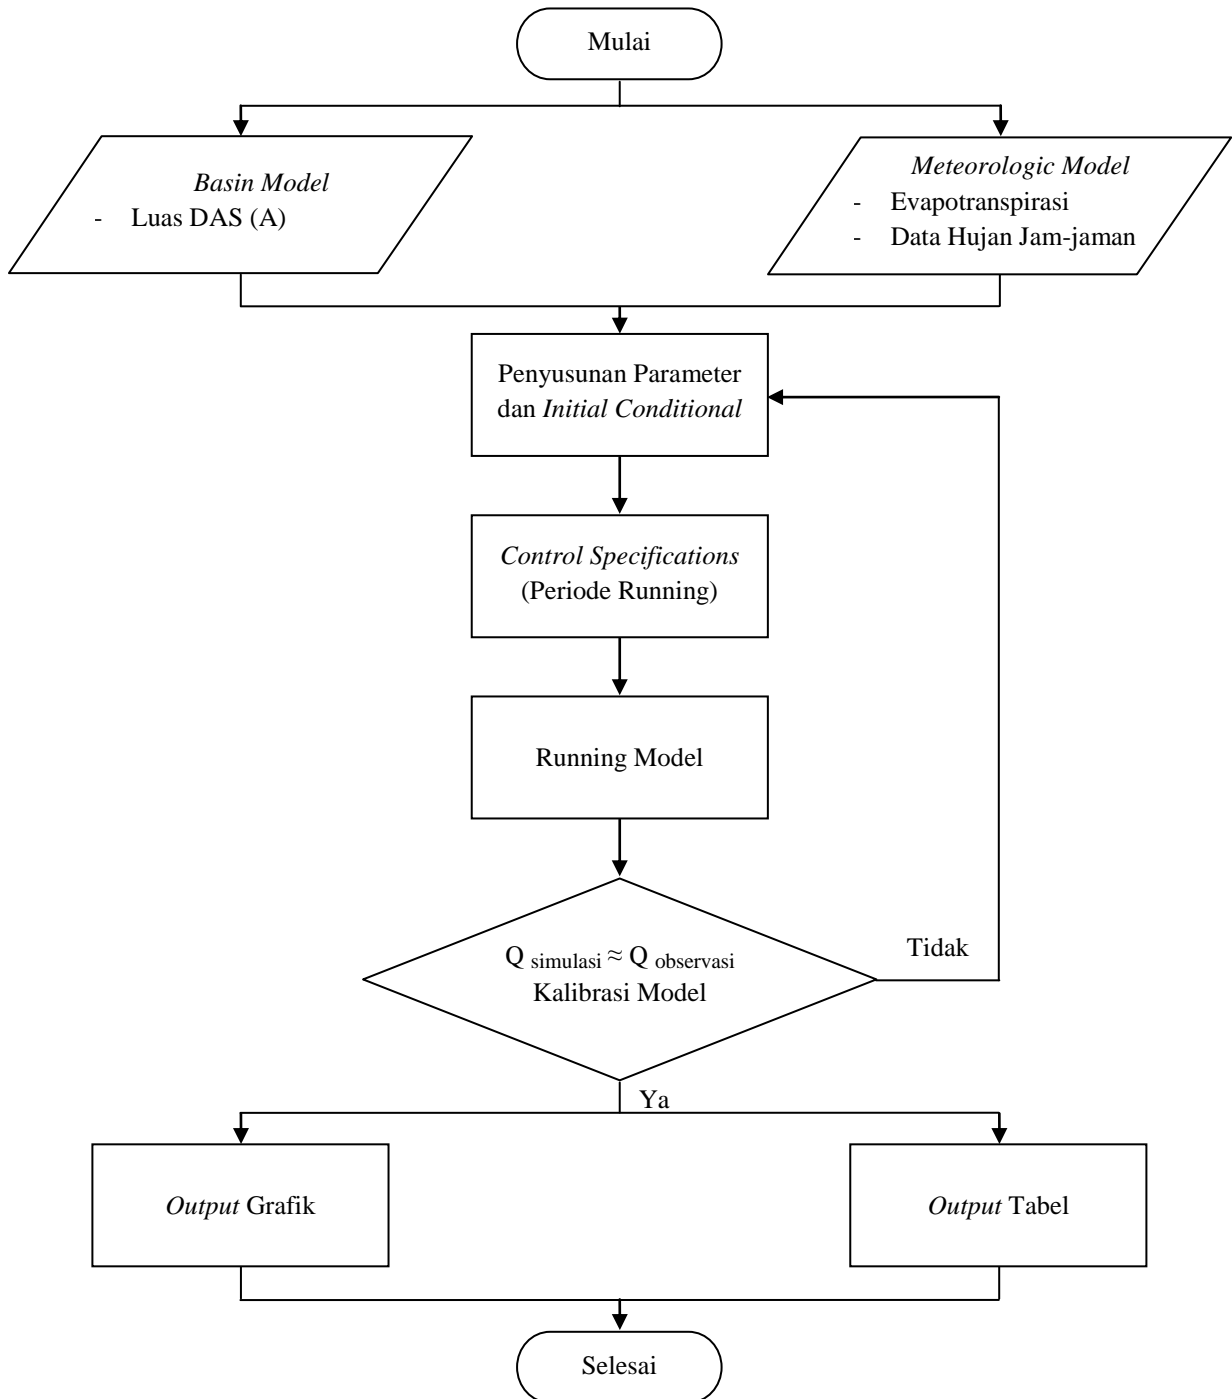 Mulai
Basin Model
- Luas DAS (A)
Meteorologic Model
- Evapotranspirasi
- Data Hujan Jam-jaman
Penyusunan Parameter
dan Initial Conditional
Control Specifications
(Periode Running)
Running Model
Q simulasi ≈ Q observasi
Kalibrasi Model
Tidak
Ya
Output Grafik
Output Tabel
Selesai